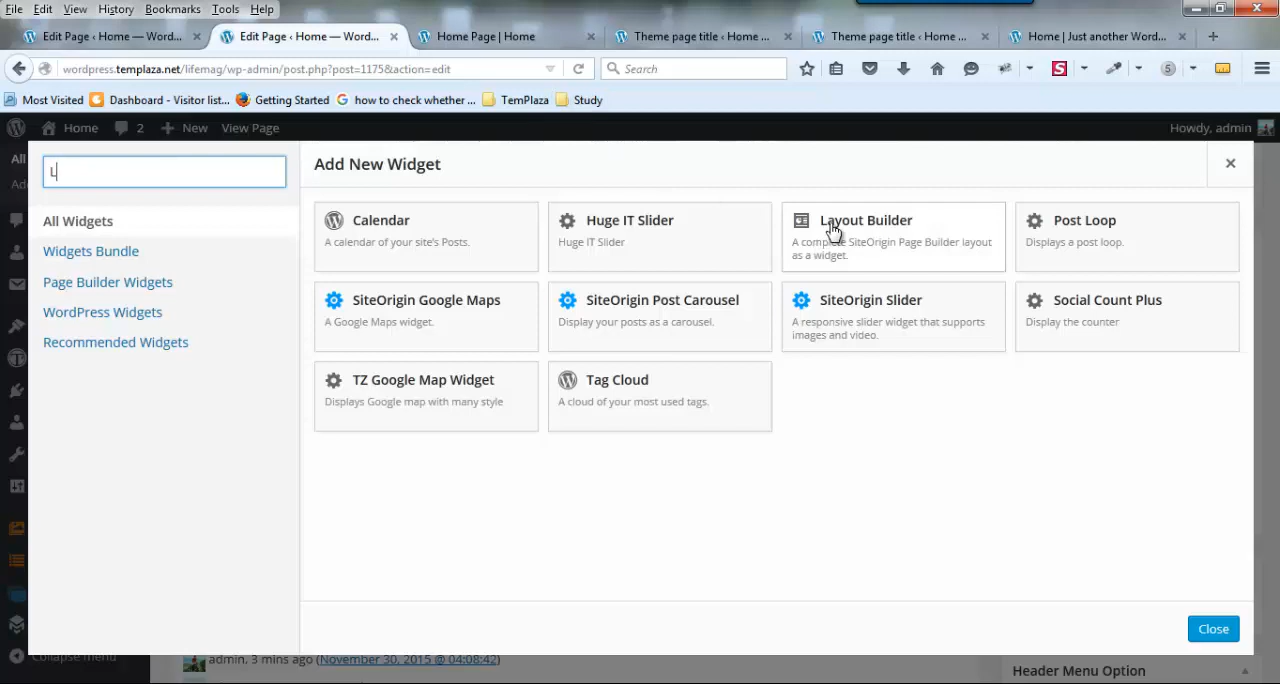 File Edit View History Bookmarks Tools Help
Edit Page ‹ Home — Word... × Edit Page ‹ Home — Word... × Home Page | Home × Theme page title ‹ Home ... × Theme page title ‹ Home ... × Home | Just another Word... × +
wordpress.templaza.net/lifemag/wp-admin/post.php?post=1175&action=edit Search S 5
Most Visited Dashboard - Visitor list... Getting Started how to check whether ... TemPlaza Study
Home 2 + New View Page Howdy, admin
All
Add
L
Add New Widget ×
All Widgets
Widgets Bundle
Page Builder Widgets
WordPress Widgets
Recommended Widgets
Calendar
A calendar of your site's Posts.
Huge IT Slider
Huge IT Slider
Layout Builder
A complete SiteOrigin Page Builder layout
as a widget.
Post Loop
Displays a post loop.
SiteOrigin Google Maps
A Google Maps widget.
SiteOrigin Post Carousel
Display your posts as a carousel.
SiteOrigin Slider
A responsive slider widget that supports
images and video.
Social Count Plus
Display the counter
TZ Google Map Widget
Displays Google map with many style
Tag Cloud
A cloud of your most used tags.
Close
Collapse menu
admin, 3 mins ago (November 30, 2015 @ 04:08:42)
Header Menu Option